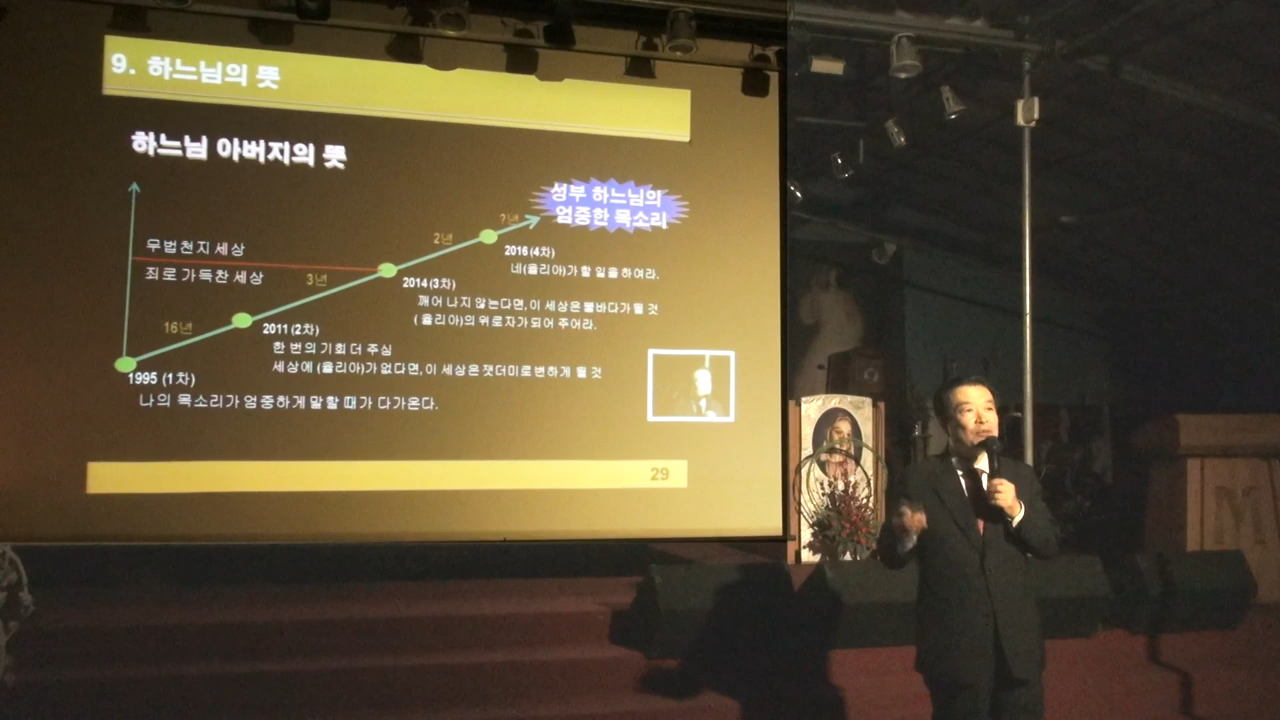 9. 하느님의 뜻
하느님 아버지의 뜻
성부 하느님의
엄중한 목소리
?년
2년
2016 (4차)
네(율리아)가 할 일을 하여라.
무법천지 세상
죄로 가득찬 세상
3년
2014 (3차)
깨어 나지 않는다면, 이 세상은 불바다가 될 것
(율리아)의 위로자가 되어 주어라.
16년
2011 (2차)
한 번의 기회 더 주심
세상에 (율리아)가 없다면, 이 세상은 잿더미로 변하게 될 것
1995 (1차)
나의 목소리가 엄중하게 말할 때가 다가온다.
29
M